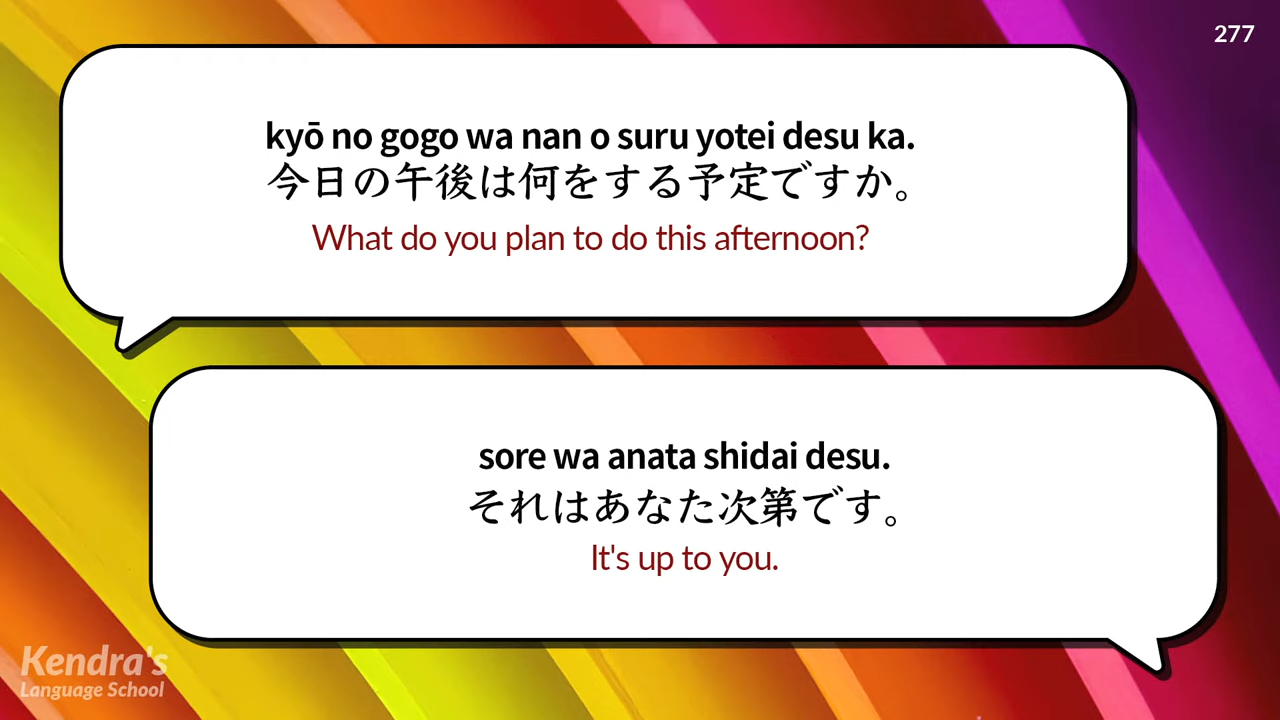 277
kyō no gogo wa nan o suru yotei desu ka.
今日の午後は何をする予定ですか。
What do you plan to do this afternoon?
sore wa anata shidai desu.
それはあなた次第です。
It's up to you.
Kendra's
Language School